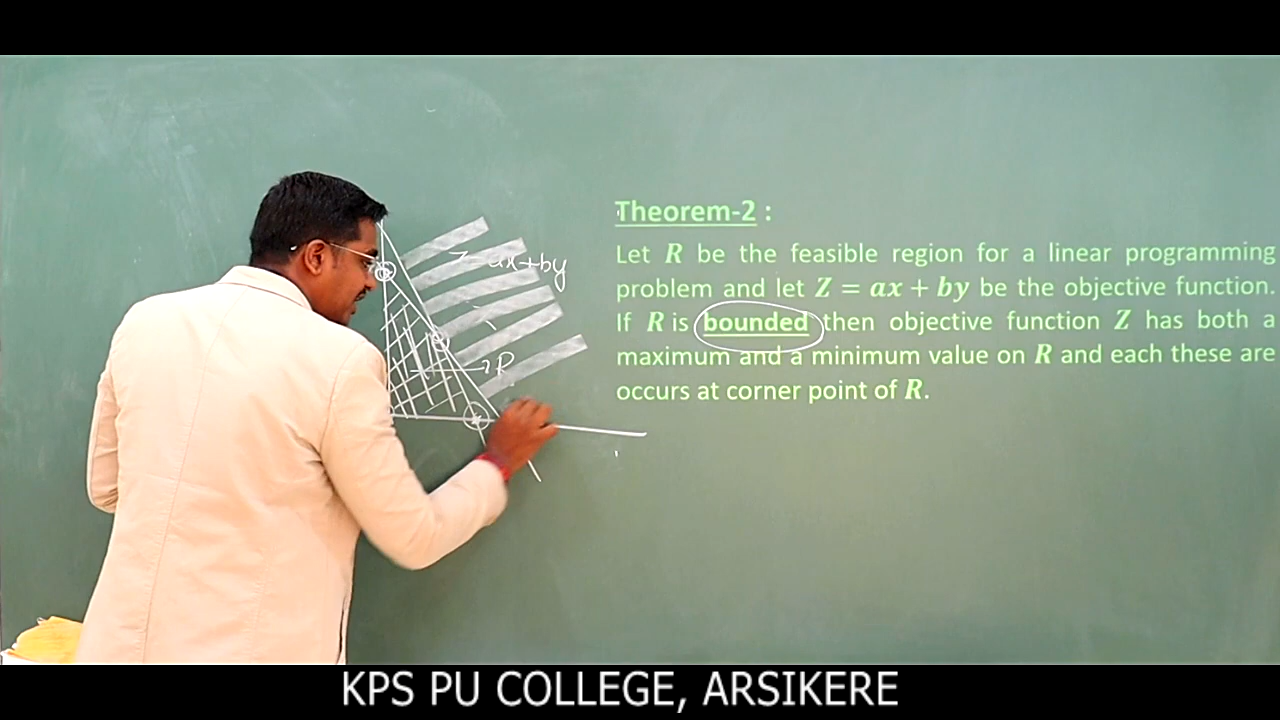 Z=ax+by
R
Theorem-2 :
Let R be the feasible region for a linear programming
problem and let Z = ax + by be the objective function.
If R is bounded then objective function Z has both a
maximum and a minimum value on R and each these are
occurs at corner point of R.
KPS PU COLLEGE, ARSIKERE